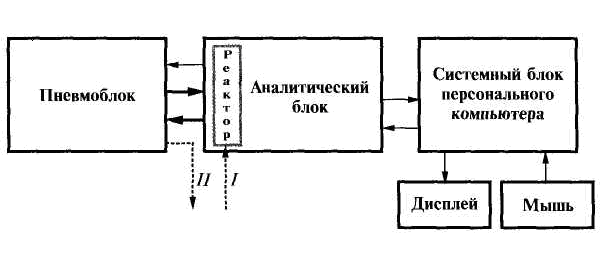 Пневмоблок
Реактор
Аналитический
блок
Системный блок
персонального
компьютера
II
I
Дисплей
Мышь